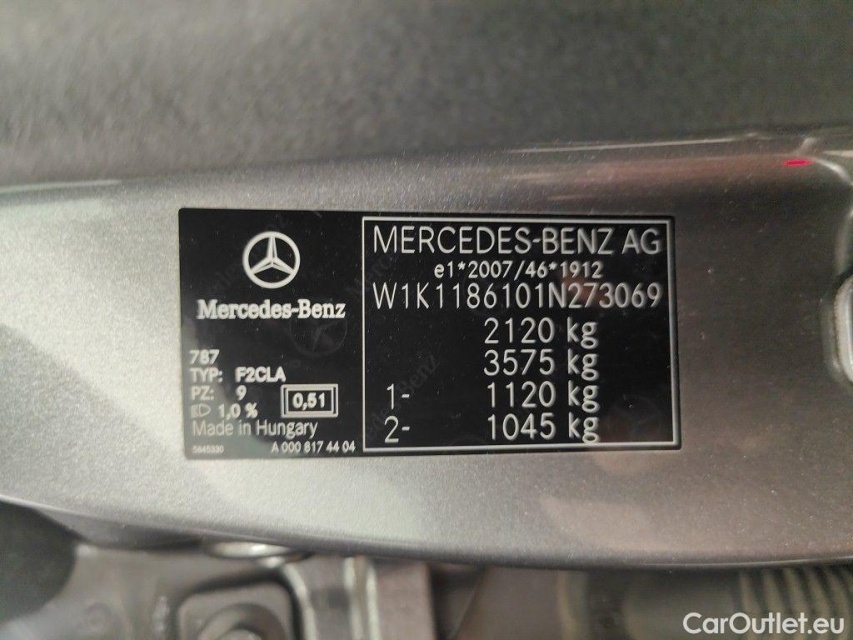 Mercedes-Benz
787
TYP: F2CLA
PZ: 9
1,0 %
0,51
Made in Hungary
5845330
A 000 817 44 04
MERCEDES-BENZ AG
e1*2007/46*1912
W1K1186101N273069
2120 kg
3575 kg
1- 1120 kg
2- 1045 kg
CarOutlet.eu